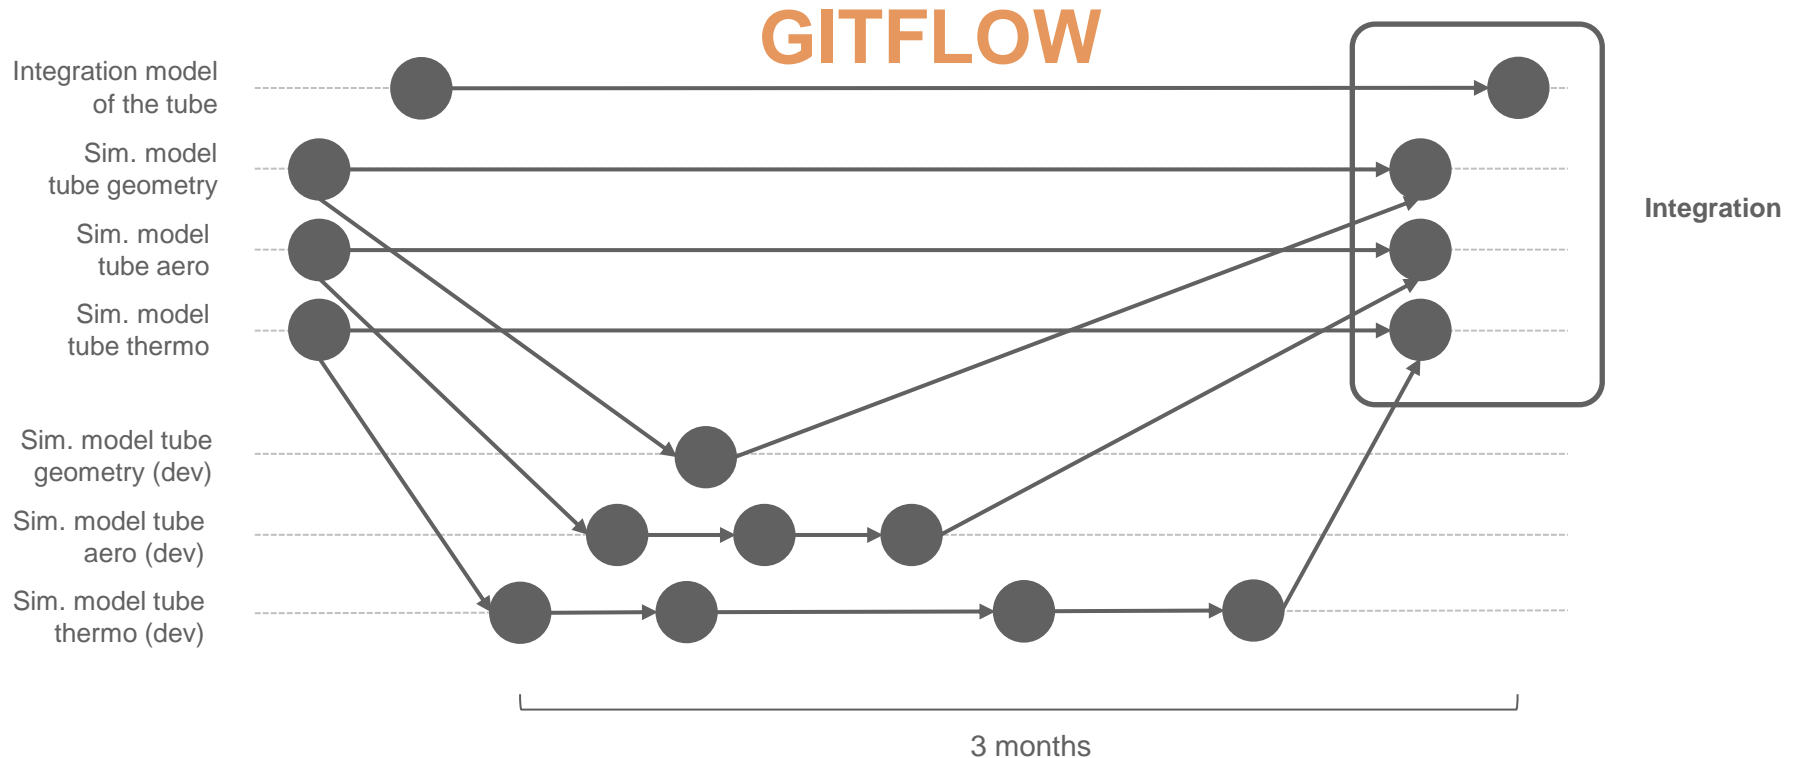 GITFLOW
Integration model
of the tube
Sim. model
tube geometry
Sim. model
tube aero
Sim. model
tube thermo
Integration
Sim. model tube
geometry (dev)
Sim. model tube
aero (dev)
Sim. model tube
thermo (dev)
3 months